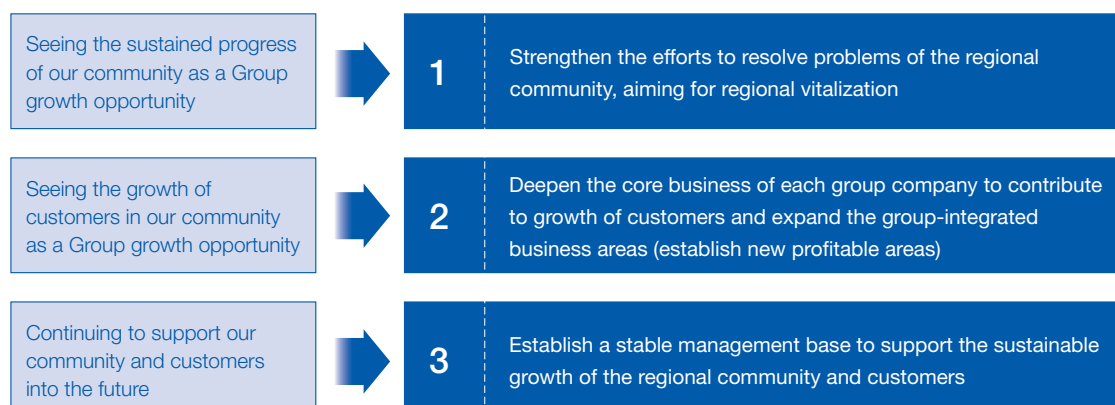 Seeing the sustained progress
of our community as a Group
growth opportunity
1
Strengthen the efforts to resolve problems of the regional
community, aiming for regional vitalization
Seeing the growth of
customers in our community
as a Group growth opportunity
2
Deepen the core business of each group company to contribute
to growth of customers and expand the group-integrated
business areas (establish new profitable areas)
Continuing to support our
community and customers
into the future
3
Establish a stable management base to support the sustainable
growth of the regional community and customers